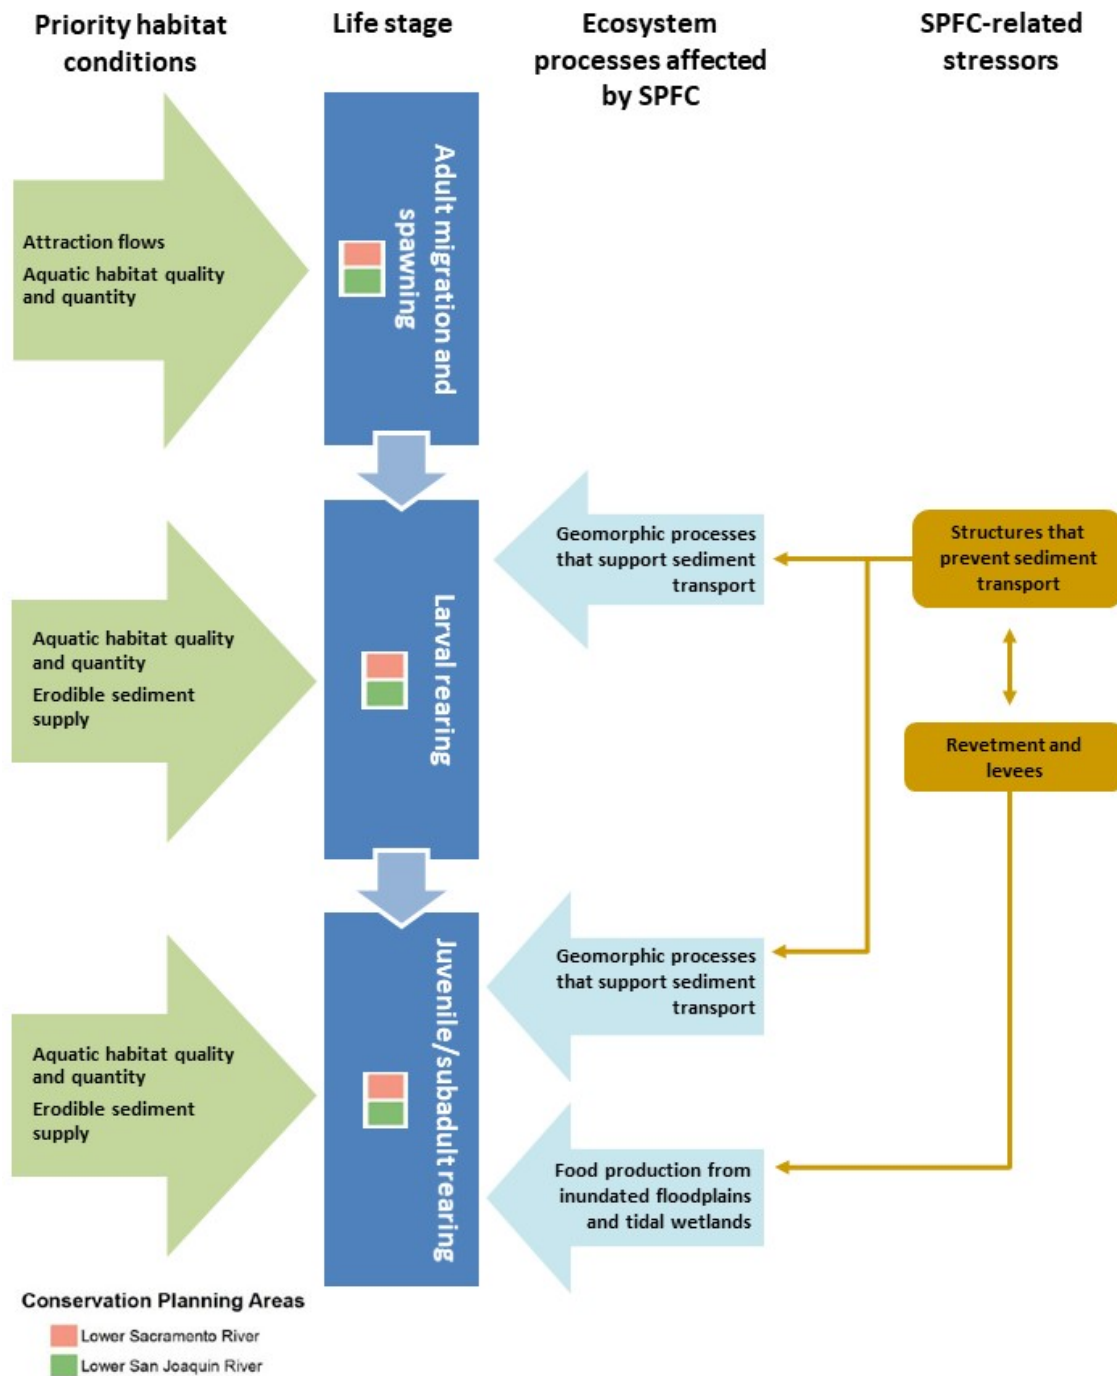 Priority habitat
conditions
Life stage
Ecosystem
processes affected
by SPFC
SPFC-related
stressors
Attraction flows
Aquatic habitat quality
and quantity
Adult migration and
spawning
Aquatic habitat quality
and quantity
Erodible sediment
supply
Larval rearing
Geomorphic processes
that support sediment
transport
Structures that
prevent sediment
transport
Revetment and
levees
Aquatic habitat quality
and quantity
Erodible sediment
supply
Juvenile/subadult rearing
Geomorphic processes
that support sediment
transport
Food production from
inundated floodplains
and tidal wetlands
Conservation Planning Areas
Lower Sacramento River
Lower San Joaquin River